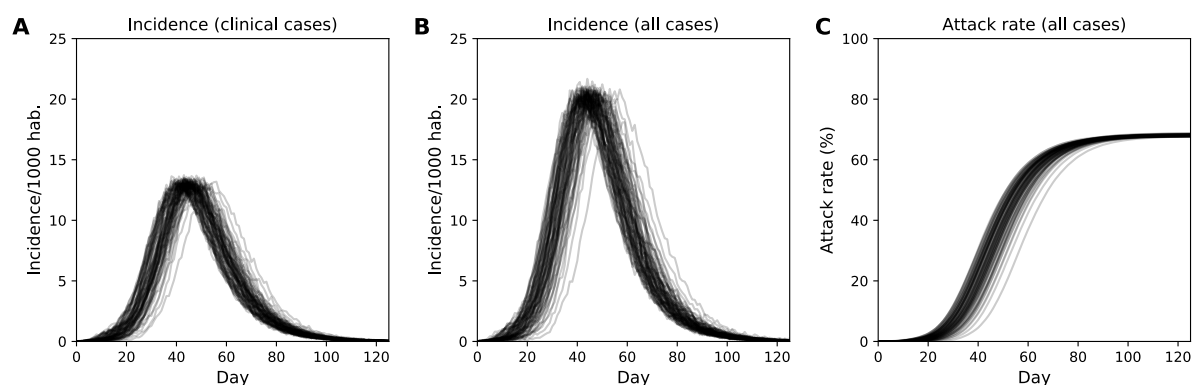 A
Incidence (clinical cases)
25
20
15
10
5
0
Incidence/1000 hab.
0 20 40 60 80 100 120
Day
B
Incidence (all cases)
25
20
15
10
5
0
Incidence/1000 hab.
0 20 40 60 80 100 120
Day
C
Attack rate (all cases)
100
80
60
40
20
0
Attack rate (%)
0 20 40 60 80 100 120
Day